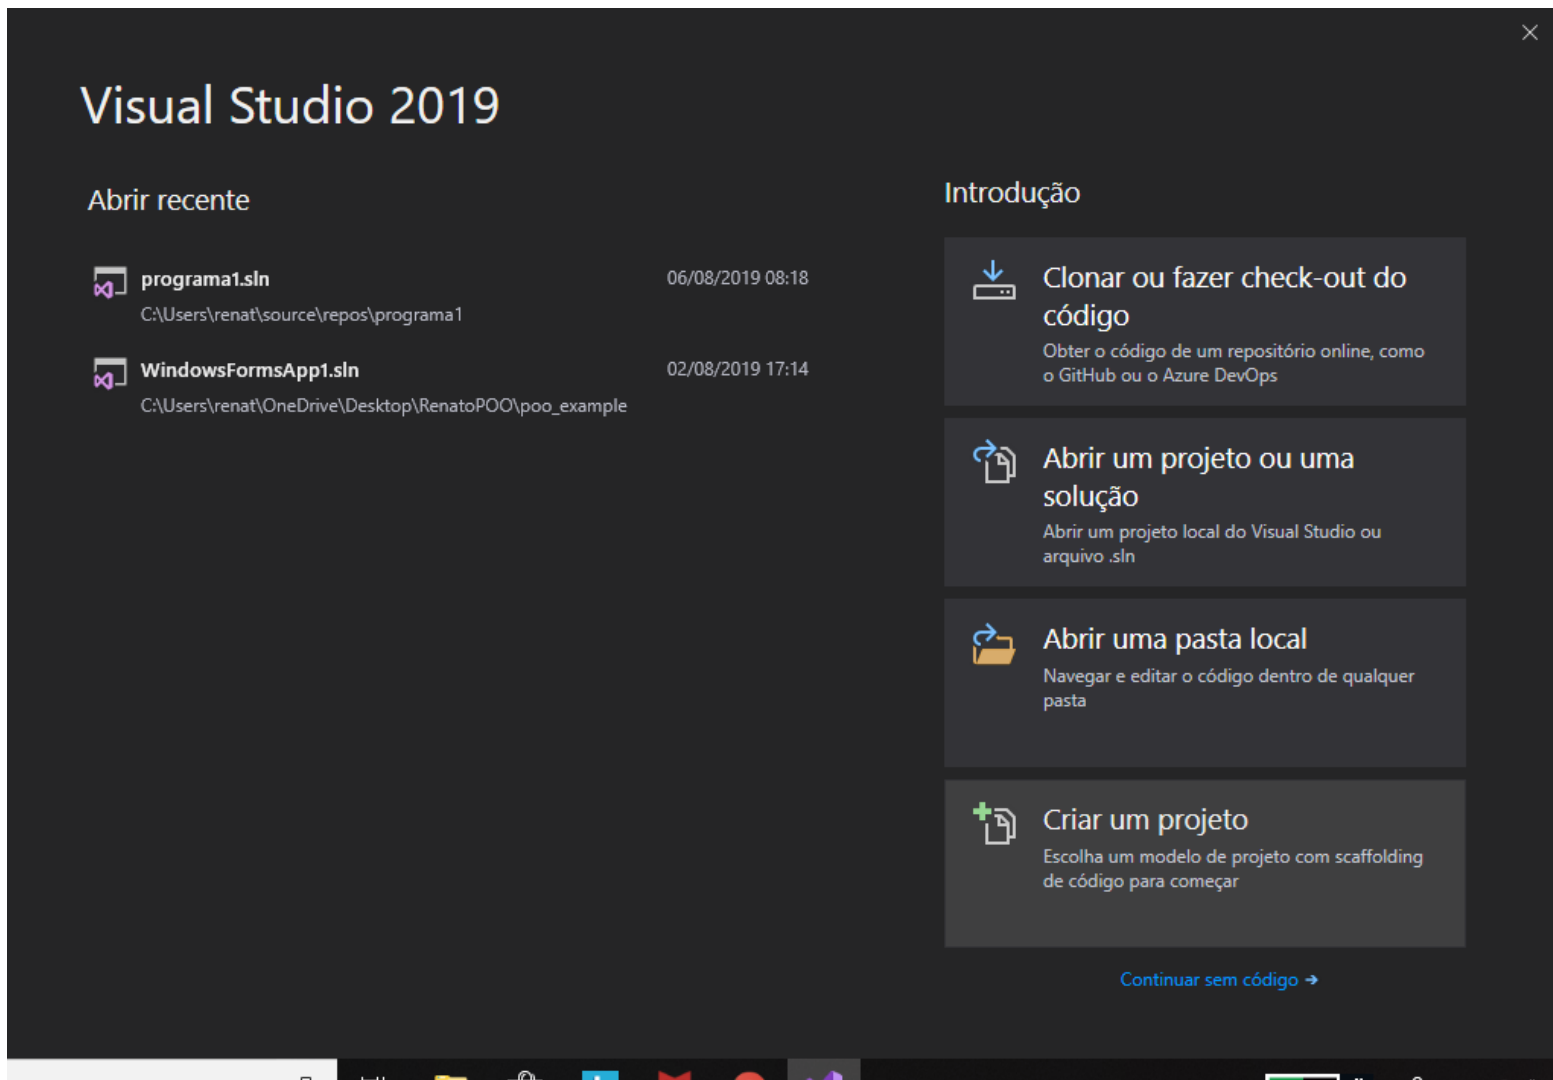 Visual Studio 2019
Abrir recente
programa1.sln
06/08/2019 08:18
C:\Users\renat\source\repos\programa1
WindowsFormsApp1.sln
02/08/2019 17:14
C:\Users\renat\OneDrive\Desktop\RenatoPOO\poo_example
Introdução
Clonar ou fazer check-out do
código
Obter o código de um repositório online, como
o GitHub ou o Azure DevOps
Abrir um projeto ou uma
solução
Abrir um projeto local do Visual Studio ou
arquivo .sln
Abrir uma pasta local
Navegar e editar o código dentro de qualquer
pasta
Criar um projeto
Escolha um modelo de projeto com scaffolding
de código para começar
Continuar sem código →